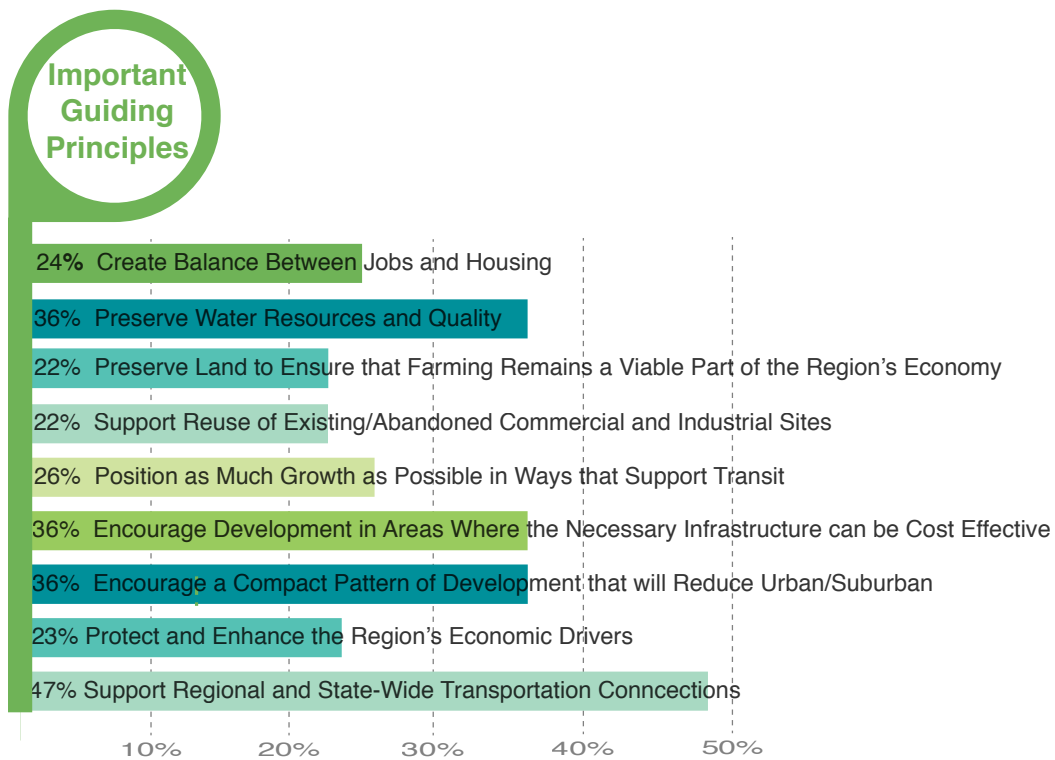 Important
Guiding
Principles
24% Create Balance Between Jobs and Housing
36% Preserve Water Resources and Quality
22% Preserve Land to Ensure that Farming Remains a Viable Part of the Region’s Economy
22% Support Reuse of Existing/Abandoned Commercial and Industrial Sites
26% Position as Much Growth as Possible in Ways that Support Transit
36% Encourage Development in Areas Where the Necessary Infrastructure can be Cost Effective
36% Encourage a Compact Pattern of Development that will Reduce Urban/Suburban
23% Protect and Enhance the Region’s Economic Drivers
47% Support Regional and State-Wide Transportation Conncections
10% 20% 30% 40% 50%